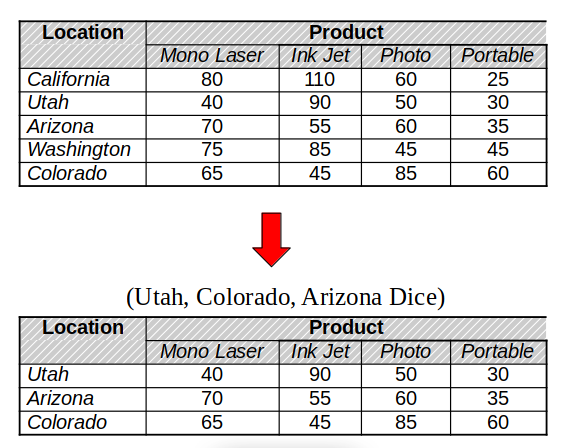 Location Product
Mono Laser Ink Jet Photo Portable
California 80 110 60 25
Utah 40 90 50 30
Arizona 70 55 60 35
Washington 75 85 45 45
Colorado 65 45 85 60
(Utah, Colorado, Arizona Dice)
Location Product
Mono Laser Ink Jet Photo Portable
Utah 40 90 50 30
Arizona 70 55 60 35
Colorado 65 45 85 60